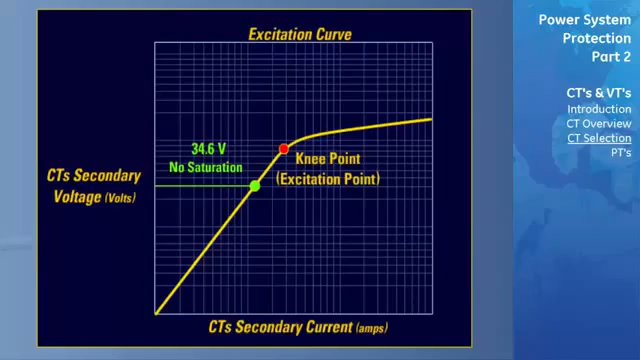 Excitation Curve
34.6 V
No Saturation
Knee Point
(Excitation Point)
CTs Secondary
Voltage (Volts)
CTs Secondary Current (amps)
Power System
Protection
Part 2
CT's & VT's
Introduction
CT Overview
CT Selection
PT's